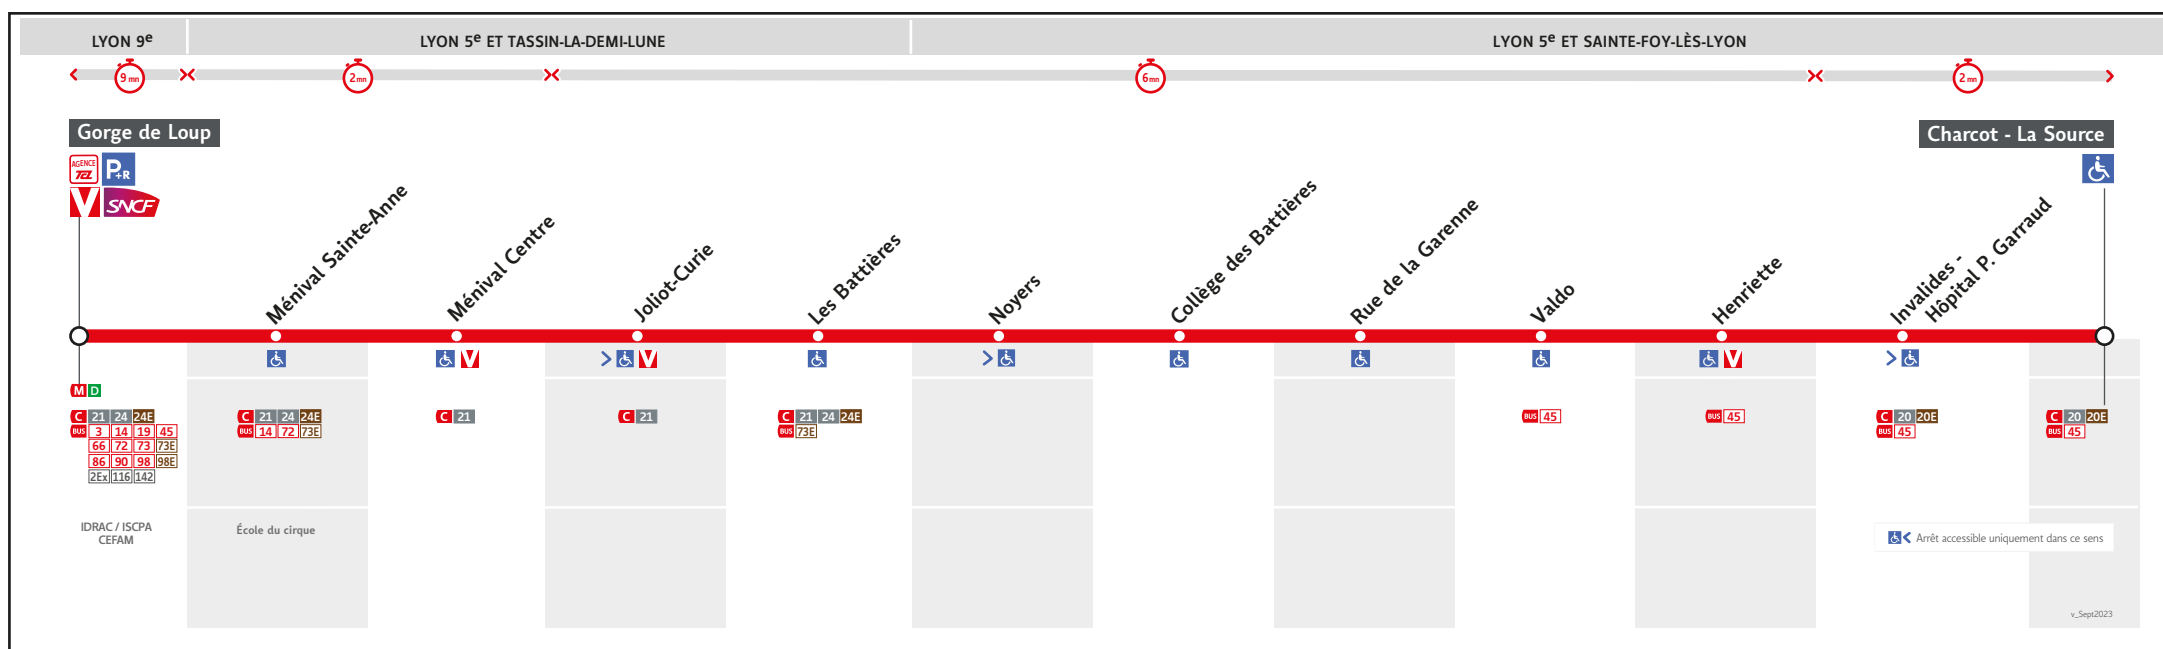 LYON 9e
LYON 5e ET TASSIN-LA-DEMI-LUNE
LYON 5e ET SAINTE-FOY-LÈS-LYON
9 mn
2 mn
6 mn
2 mn
Gorge de Loup
Charcot - La Source
AGENCE
TCL
P+R
V
SNCF
Ménival Sainte-Anne
Ménival Centre
Joliot-Curie
Les Battières
Noyers
Collège des Battières
Rue de la Garenne
Valdo
Henriette
Invalides -
Hôpital P. Garraud
V
> V
>
V
>
M D
C 21 24 24E
BUS 3 14 19 45
66 72 73 73E
86 90 98 98E
2Ex 116 142
C 21 24 24E
BUS 14 72 73E
C 21
C 21
C 21 24 24E
BUS 73E
BUS 45
BUS 45
C 20 20E
BUS 45
C 20 20E
BUS 45
IDRAC / ISCPA
CEFAM
École du cirque
< Arrêt accessible uniquement dans ce sens
v_Sept2023